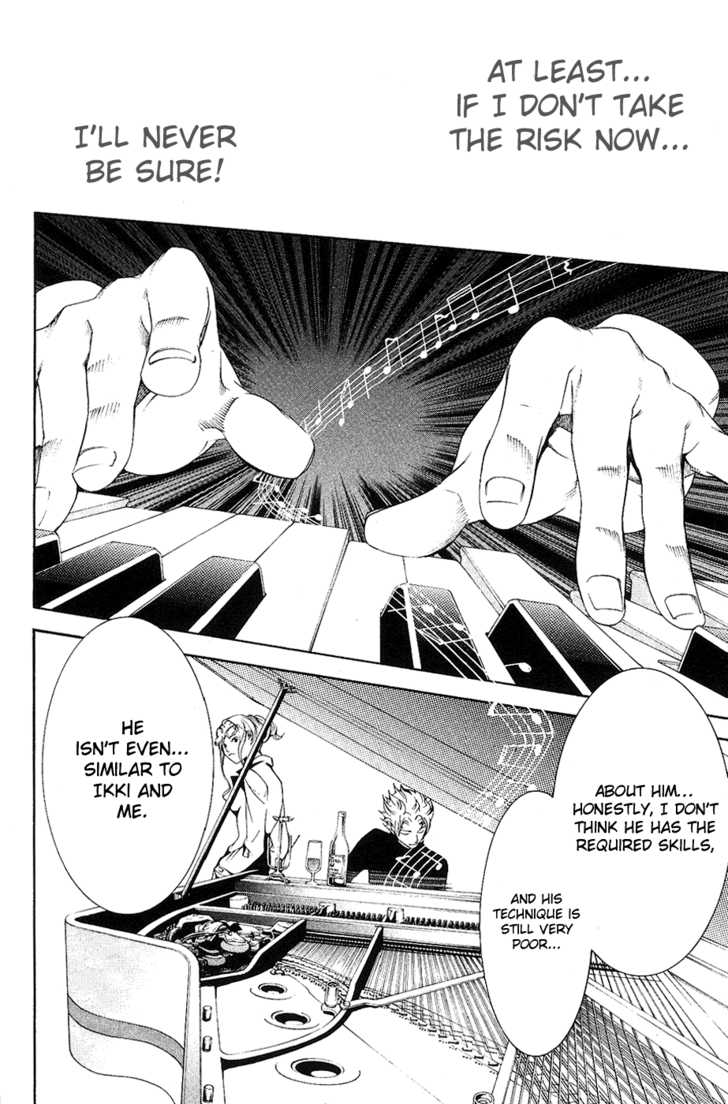 AT LEAST...
IF I DON'T TAKE
THE RISK NOW...
I'LL NEVER
BE SURE!
ABOUT HIM...
HONESTLY, I DON'T
THINK HE HAS THE
REQUIRED SKILLS,
AND HIS
TECHNIQUE IS
STILL VERY
POOR...
HE
ISN'T EVEN...
SIMILAR TO
IKKI AND
ME.